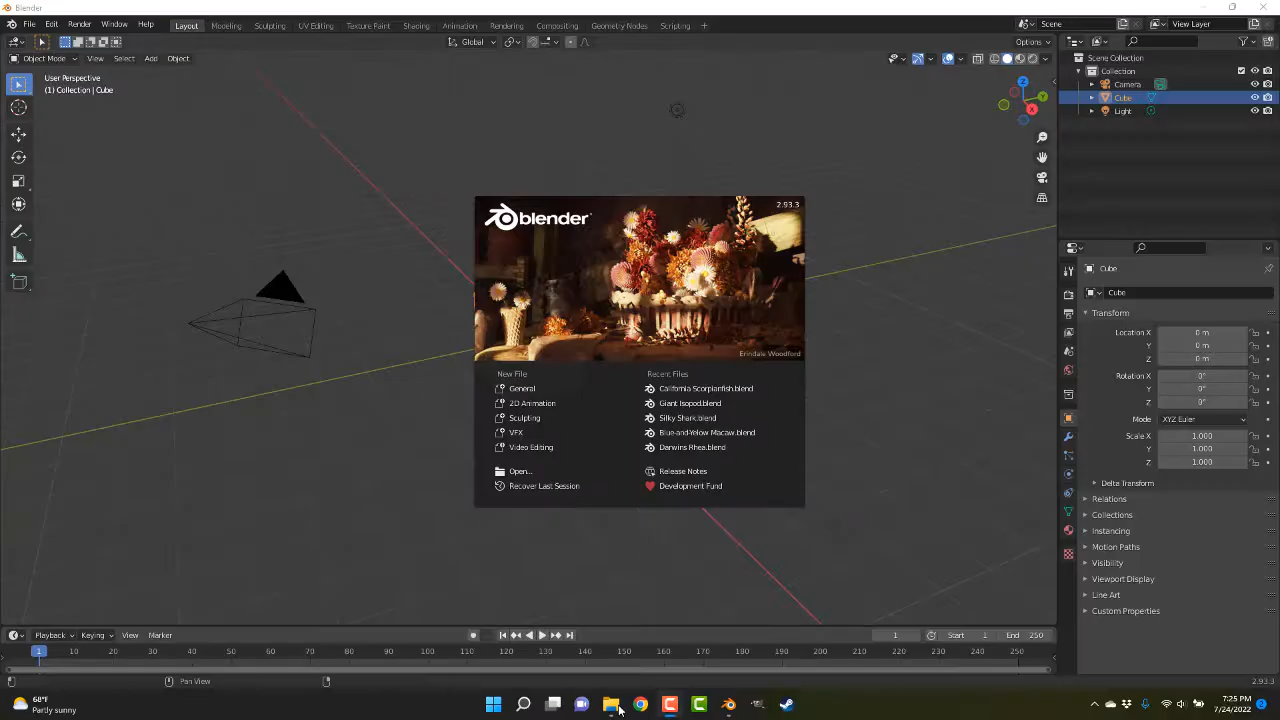 Blender
File Edit Render Window Help Layout Modeling Sculpting UV Editing Texture Paint Shading Animation Rendering Compositing Geometry Nodes Scripting + Scene View Layer
Global Options
Object Mode View Select Add Object
User Perspective
(1) Collection | Cube
Z
Y
X
Scene Collection
Collection
Camera
Cube
Light
blender
2.93.3
Erindale Woodford
New File
General
2D Animation
Sculpting
VFX
Video Editing
Open...
Recover Last Session
Recent Files
California Scorpianfish.blend
Giant Isopod.blend
Silky Shark.blend
Blue-and-Yellow Macaw.blend
Darwins Rhea.blend
Release Notes
Development Fund
Cube
Cube
Transform
Location X 0 m
Y 0 m
Z 0 m
Rotation X 0°
Y 0°
Z 0°
Mode XYZ Euler
Scale X 1.000
Y 1.000
Z 1.000
Delta Transform
Relations
Collections
Instancing
Motion Paths
Visibility
Viewport Display
Line Art
Custom Properties
Playback Keying View Marker 1 Start 1 End 250
1 10 20 30 40 50 60 70 80 90 100 110 120 130 140 150 160 170 180 190 200 210 220 230 240 250
Pan View 2.93.3
68°F
Partly sunny
7:25 PM
7/24/2022